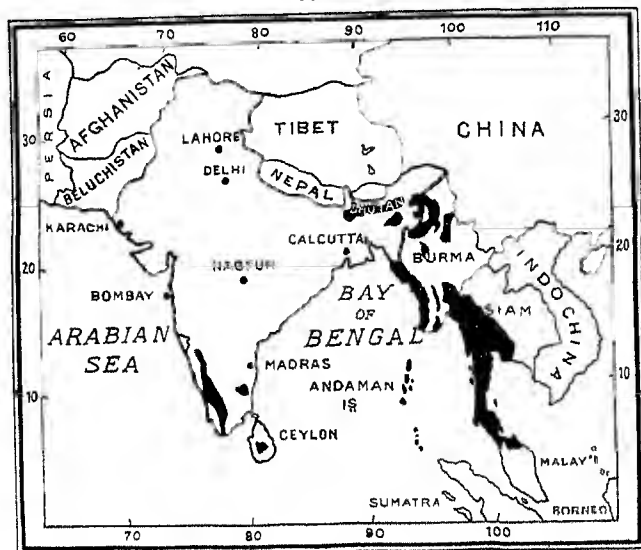 60 70 80 90 100 110
PERSIA
AFGHANISTAN
BELUCHISTAN
LAHORE
DELHI
TIBET
CHINA
NEPAL
BHUTAN
30 30
KARACHI
CALCUTTA
BURMA
INDOCHINA
20 20
NAGPUR
BOMBAY
BAY
OF
BENGAL
SIAM
ARABIAN
SEA
MADRAS
ANDAMAN
IS
10 10
CEYLON
MALAY
SUMATRA
BORNEO
70 80 90 100